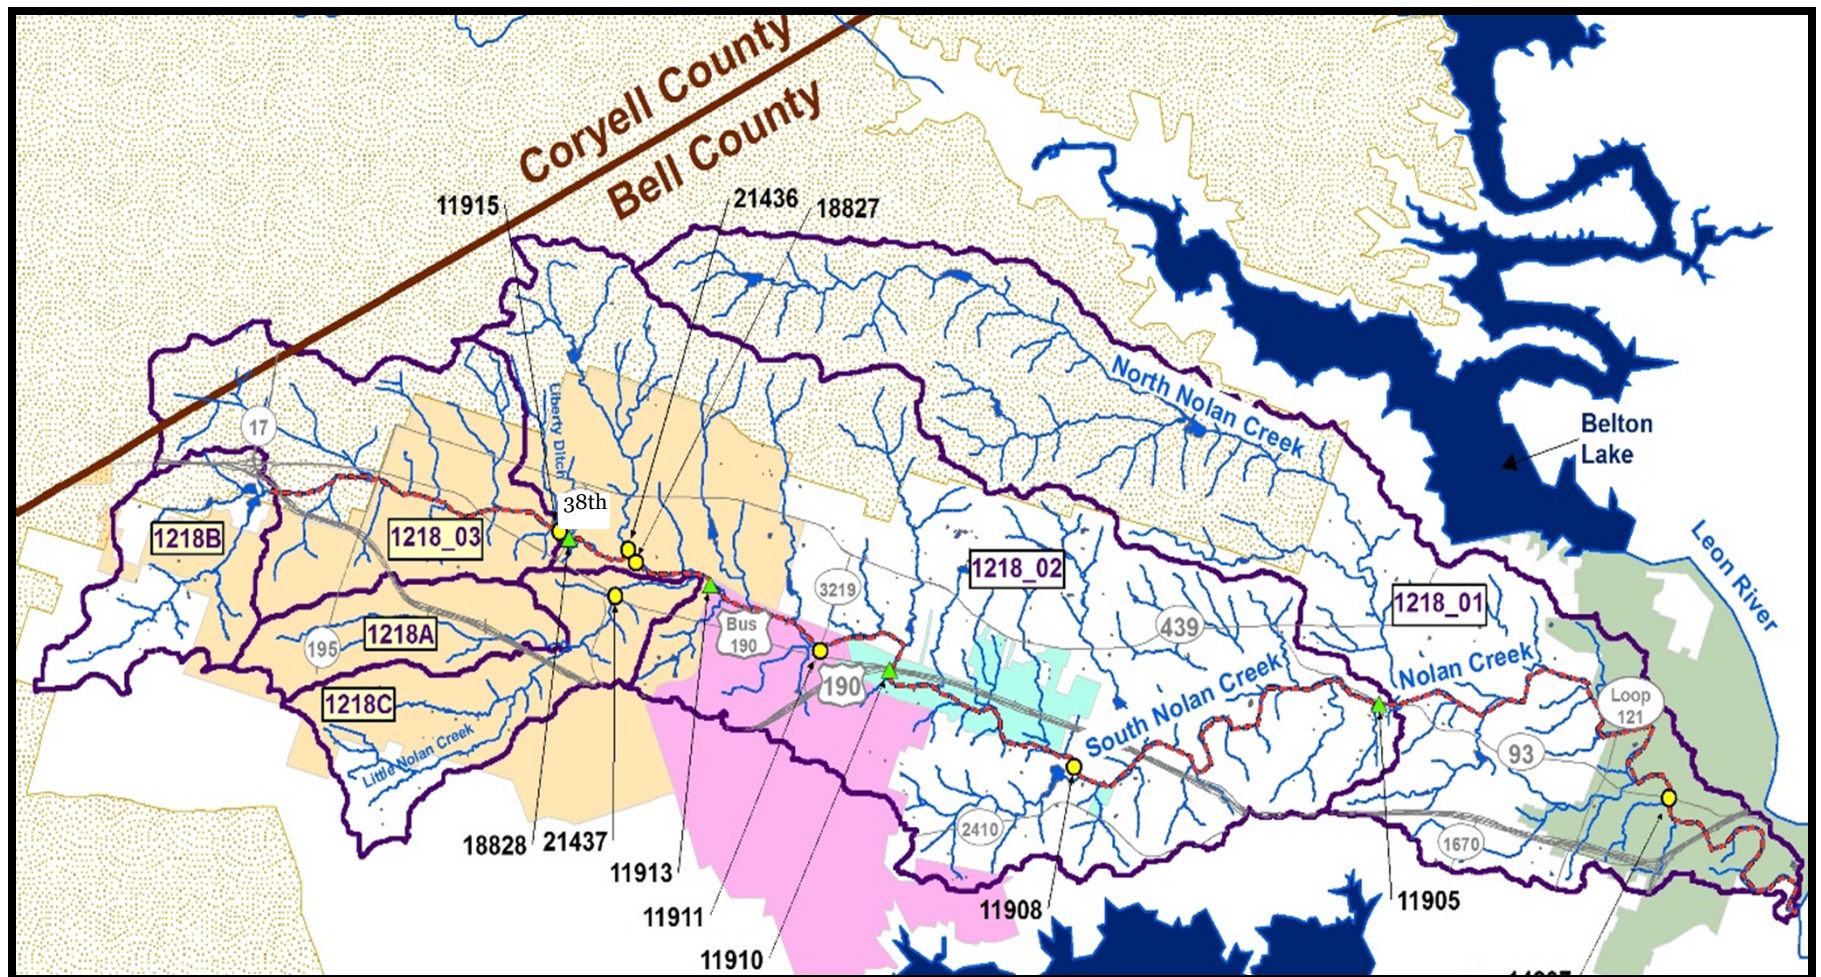 Coryell County
Bell County
11915
21436
18827
North Nolan Creek
Belton
Lake
Leon River
17
Liberty Ditch
38th
1218B
1218_03
1218_02
1218_01
3219
439
Bus
190
195
1218A
190
South Nolan Creek
Nolan Creek
Loop
121
1218C
Little Nolan Creek
93
2410
1670
18828
21437
11913
11911
11910
11908
11905